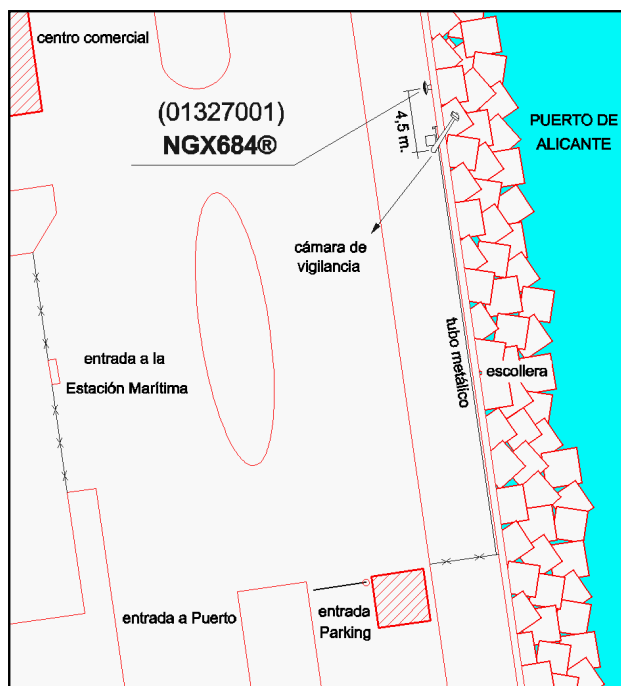 centro comercial
(01327001)
NGX684®
4,5 m.
PUERTO DE
ALICANTE
cámara de
vigilancia
tubo metálico
entrada a la
Estación Marítima
escollera
entrada a Puerto
entrada
Parking